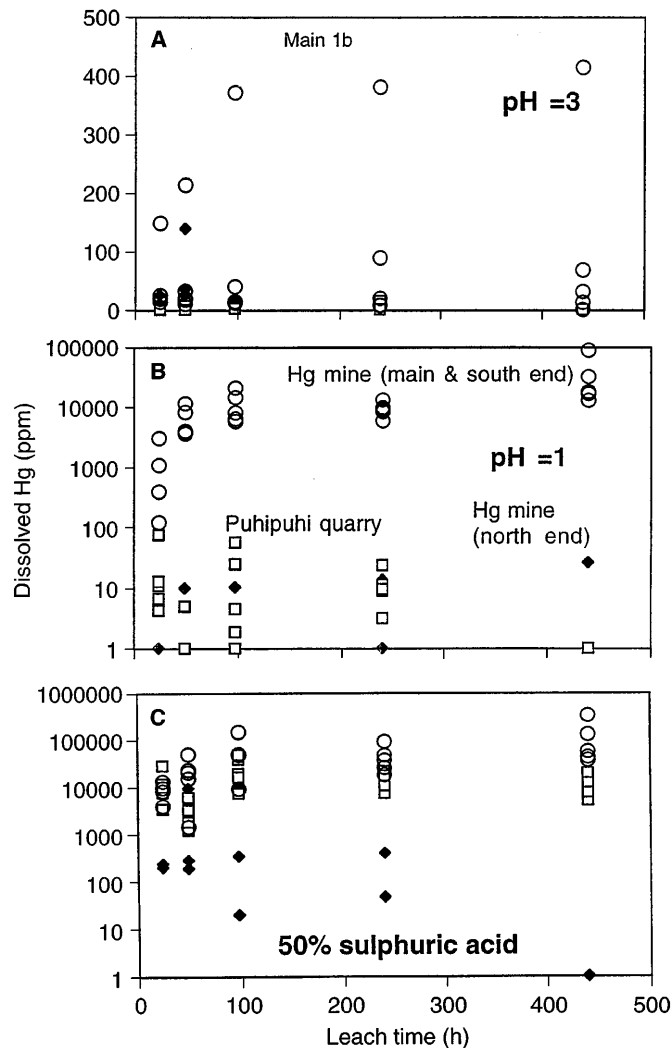 500
A
Main 1b
400
pH =3
300
200
100
0
100000
B
Hg mine (main & south end)
10000
pH =1
1000
Puhipuhi quarry
Hg mine
(north end)
100
10
1
Dissolved Hg (ppm)
1000000
C
100000
10000
1000
100
10
50% sulphuric acid
1
0
100
200
300
400
500
Leach time (h)